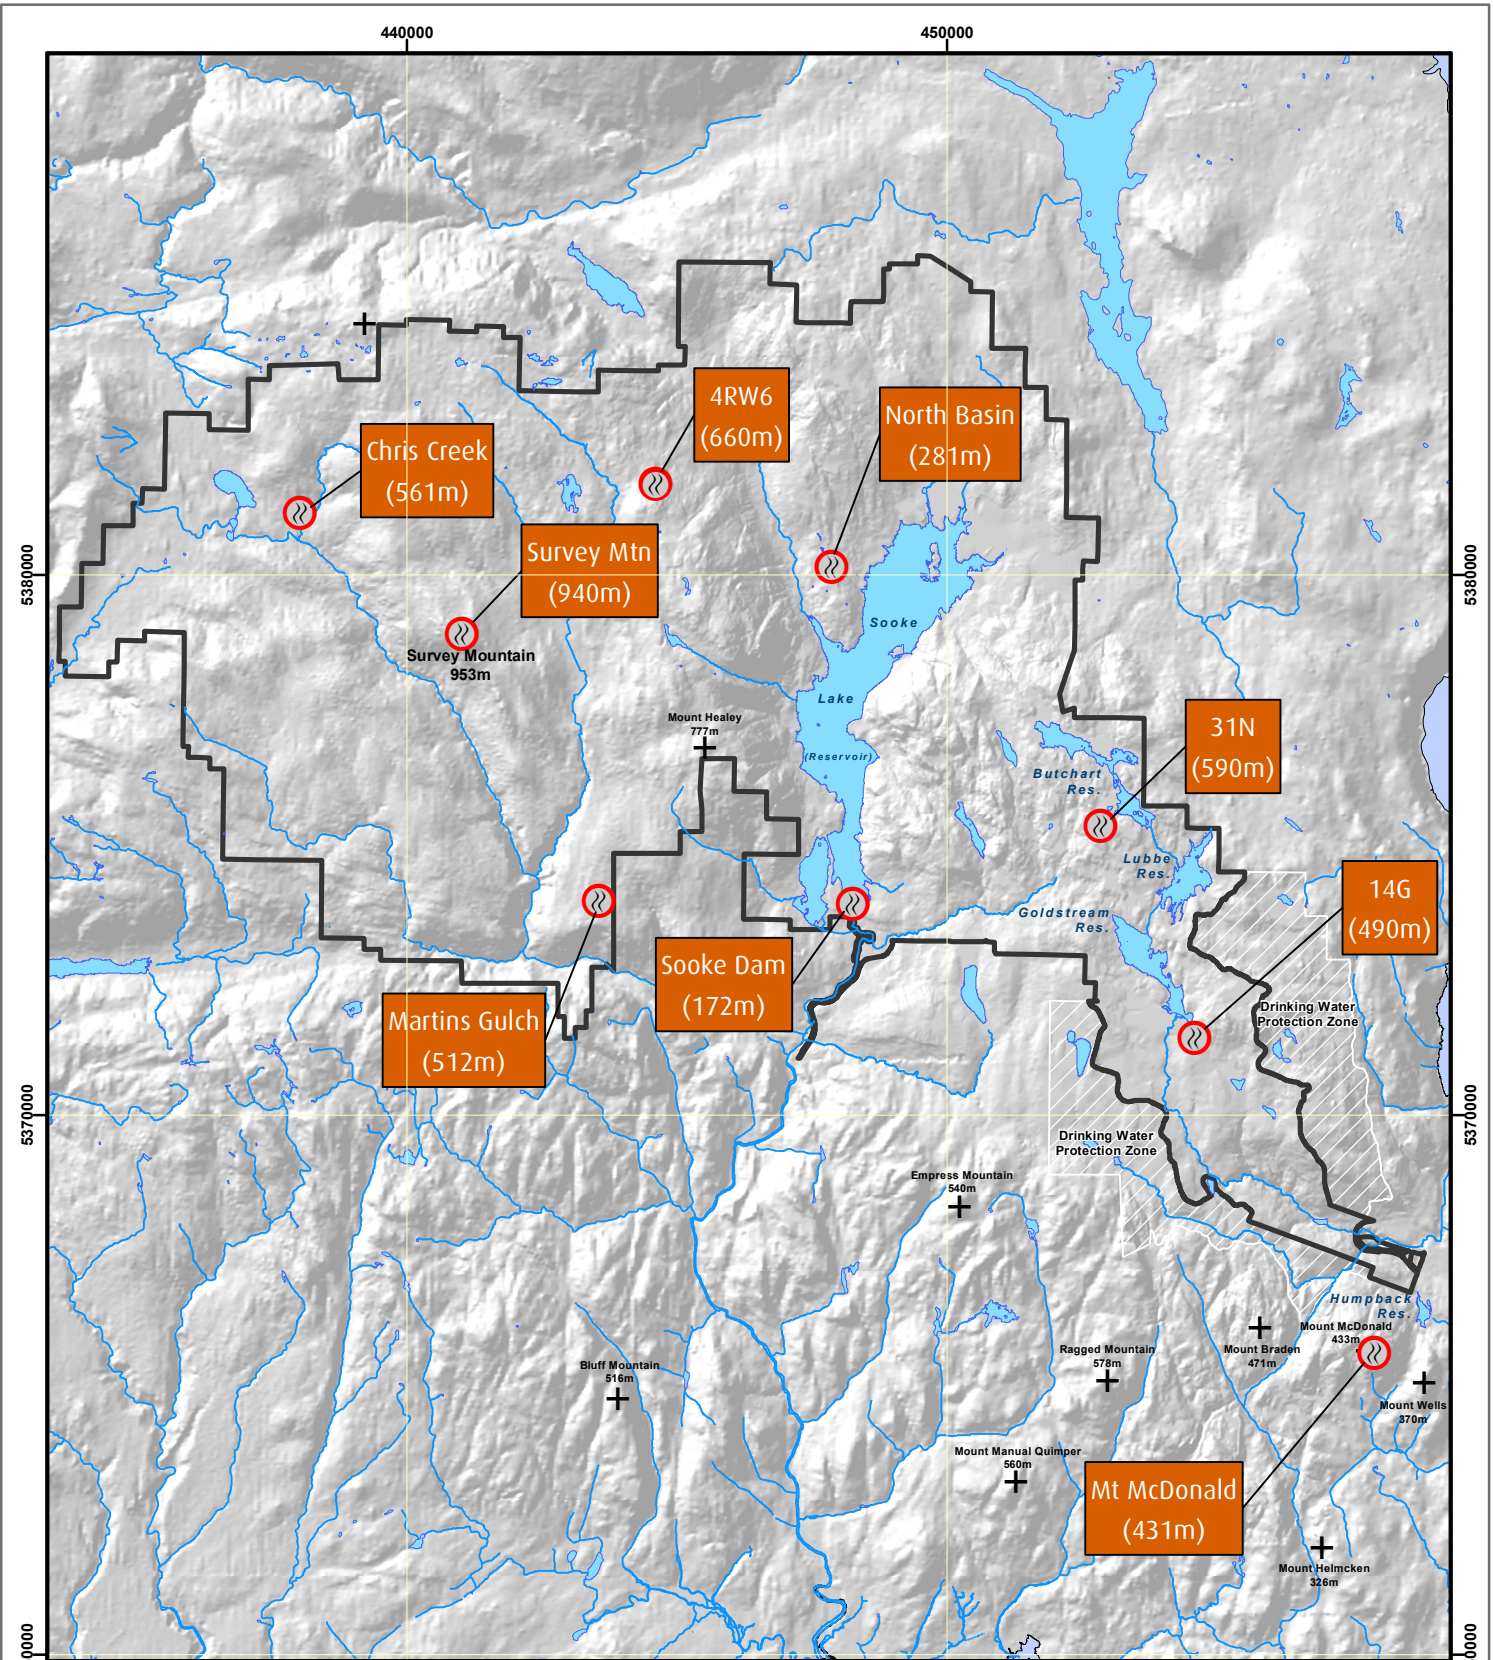 440000
450000
4RW6
(660m)
North Basin
(281m)
Chris Creek
(561m)
Survey Mtn
(940m)
5380000
5380000
Sooke
Survey Mountain
953m
Lake
Mount Healey
777m
31N
(590m)
(Reservoir)
Butchart
Res.
Lubbe
Res.
14G
(490m)
Goldstream
Res.
Sooke Dam
(172m)
Martins Gulch
(512m)
Drinking Water
Protection Zone
5370000
5370000
Drinking Water
Protection Zone
Empress Mountain
540m
Humpback
Res.
Mount McDonald
433m
Mount Braden
471m
Ragged Mountain
578m
Bluff Mountain
516m
Mount Wells
370m
Mount Manual Quimper
560m
Mt McDonald
(431m)
Mount Helmcken
326m
0000
0000